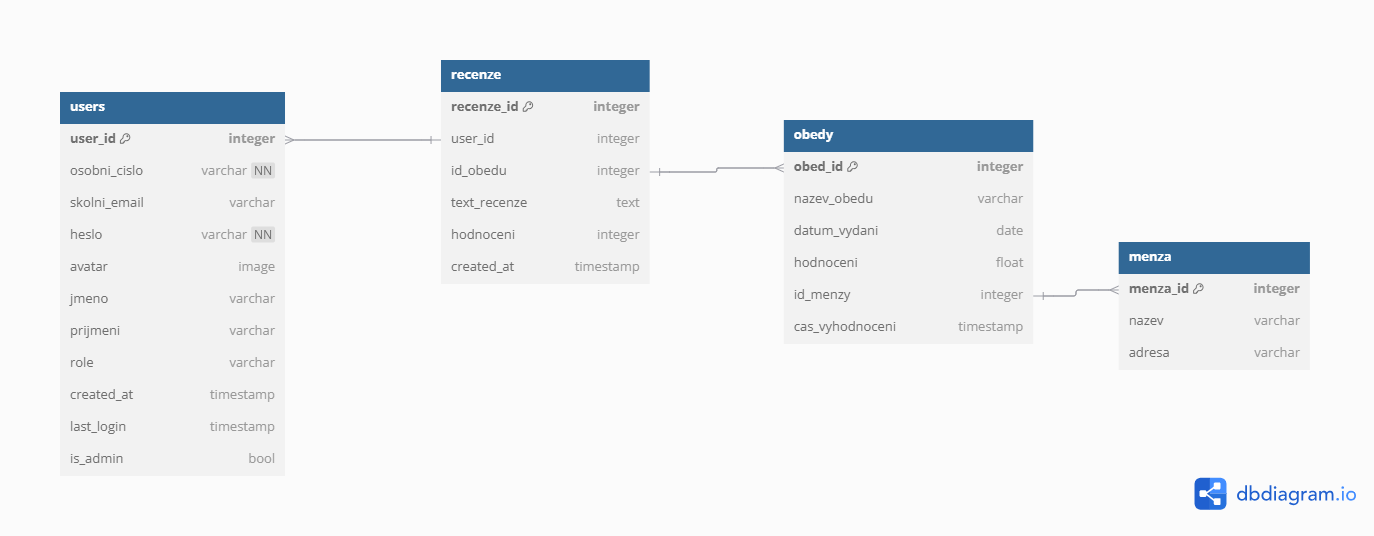 users
user_id integer
osobni_cislo varchar NN
skolni_email varchar
heslo varchar NN
avatar image
jmeno varchar
prijmeni varchar
role varchar
created_at timestamp
last_login timestamp
is_admin bool
recenze
recenze_id integer
user_id integer
id_obedu integer
text_recenze text
hodnoceni integer
created_at timestamp
obedy
obed_id integer
nazev_obedu varchar
datum_vydani date
hodnoceni float
id_menzy integer
cas_vyhodnoceni timestamp
menza
menza_id integer
nazev varchar
adresa varchar
dbdiagram.io